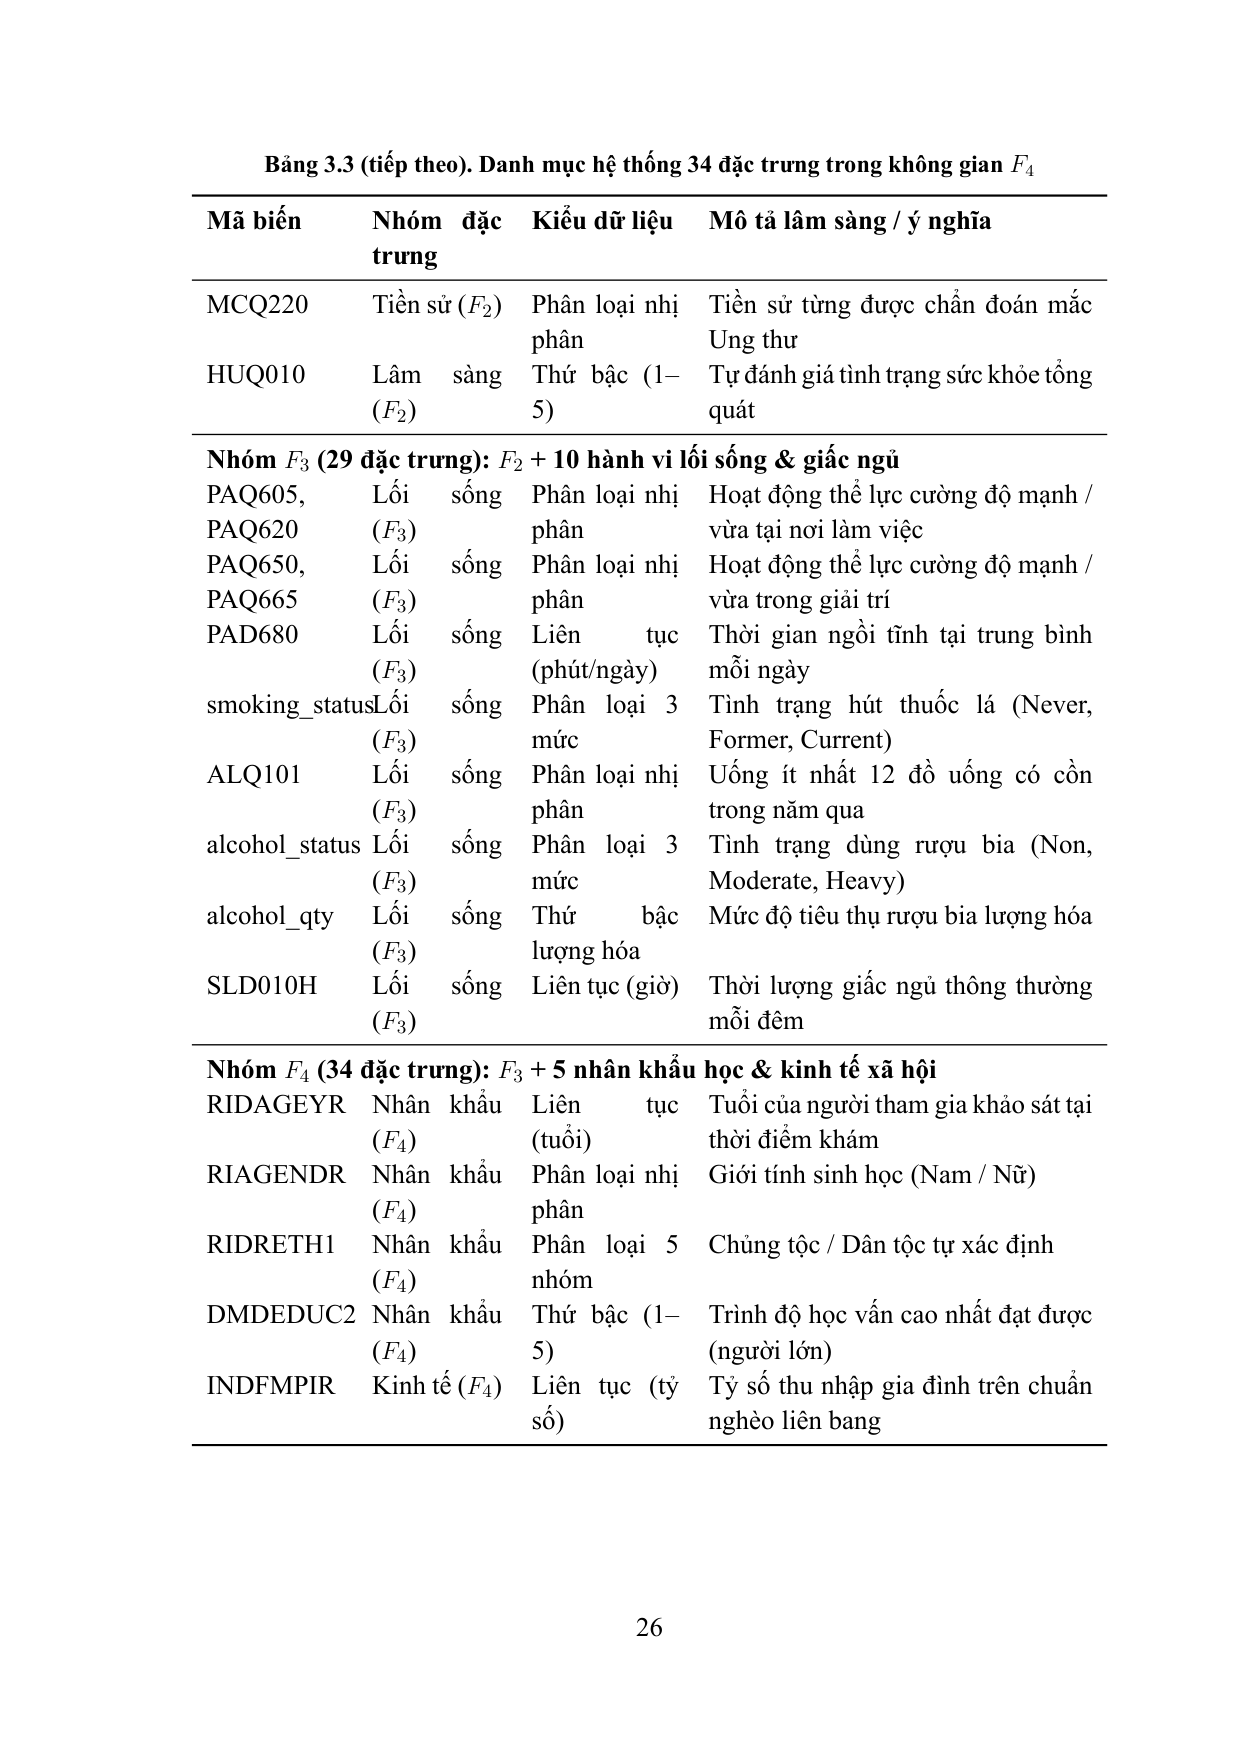 Bảng 3.3 (tiếp theo). Danh mục hệ thống 34 đặc trưng trong không gian F4
Mã biến Nhóm đặc trưng Kiểu dữ liệu Mô tả lâm sàng / ý nghĩa
MCQ220 Tiền sử (F2) Phân loại nhị phân Tiền sử từng được chẩn đoán mắc Ung thư
HUQ010 Lâm sàng (F2) Thứ bậc (1–5) Tự đánh giá tình trạng sức khỏe tổng quát
Nhóm F3 (29 đặc trưng): F2 + 10 hành vi lối sống & giấc ngủ
PAQ605, PAQ620 Lối sống (F3) Phân loại nhị phân Hoạt động thể lực cường độ mạnh / vừa tại nơi làm việc
PAQ650, PAQ665 Lối sống (F3) Phân loại nhị phân Hoạt động thể lực cường độ mạnh / vừa trong giải trí
PAD680 Lối sống (F3) Liên tục (phút/ngày) Thời gian ngồi tĩnh tại trung bình mỗi ngày
smoking_status Lối sống (F3) Phân loại 3 mức Tình trạng hút thuốc lá (Never, Former, Current)
ALQ101 Lối sống (F3) Phân loại nhị phân Uống ít nhất 12 đồ uống có cồn trong năm qua
alcohol_status Lối sống (F3) Phân loại 3 mức Tình trạng dùng rượu bia (Non, Moderate, Heavy)
alcohol_qty Lối sống (F3) Thứ bậc lượng hóa Mức độ tiêu thụ rượu bia lượng hóa
SLD010H Lối sống (F3) Liên tục (giờ) Thời lượng giấc ngủ thông thường mỗi đêm
Nhóm F4 (34 đặc trưng): F3 + 5 nhân khẩu học & kinh tế xã hội
RIDAGEYR Nhân khẩu (F4) Liên tục (tuổi) Tuổi của người tham gia khảo sát tại thời điểm khám
RIAGENDR Nhân khẩu (F4) Phân loại nhị phân Giới tính sinh học (Nam / Nữ)
RIDRETH1 Nhân khẩu (F4) Phân loại 5 nhóm Chủng tộc / Dân tộc tự xác định
DMDEDUC2 Nhân khẩu (F4) Thứ bậc (1–5) Trình độ học vấn cao nhất đạt được (người lớn)
INDFMPIR Kinh tế (F4) Liên tục (tỷ số) Tỷ số thu nhập gia đình trên chuẩn nghèo liên bang
26